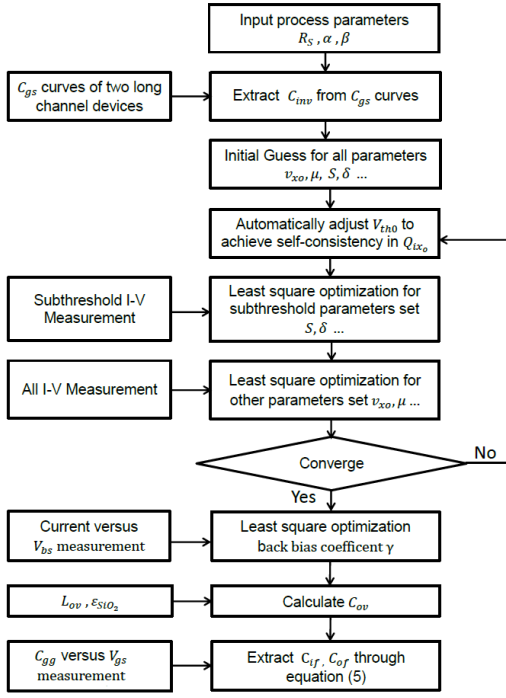 Input process parameters
R_S , α , β
C_gs curves of two long
channel devices
Extract C_inv from C_gs curves
Initial Guess for all parameters
v_xo, μ, S, δ ...
Automatically adjust V_th0 to
achieve self-consistency in Q_ix_o
Subthreshold I-V
Measurement
Least square optimization for
subthreshold parameters set
S, δ ...
All I-V Measurement
Least square optimization for
other parameters set v_xo, μ ...
Converge
No
Yes
Current versus
V_bs measurement
Least square optimization
back bias coefficent γ
L_ov , ε_SiO_2
Calculate C_ov
C_gg versus V_gs
measurement
Extract C_if, C_of through
equation (5)